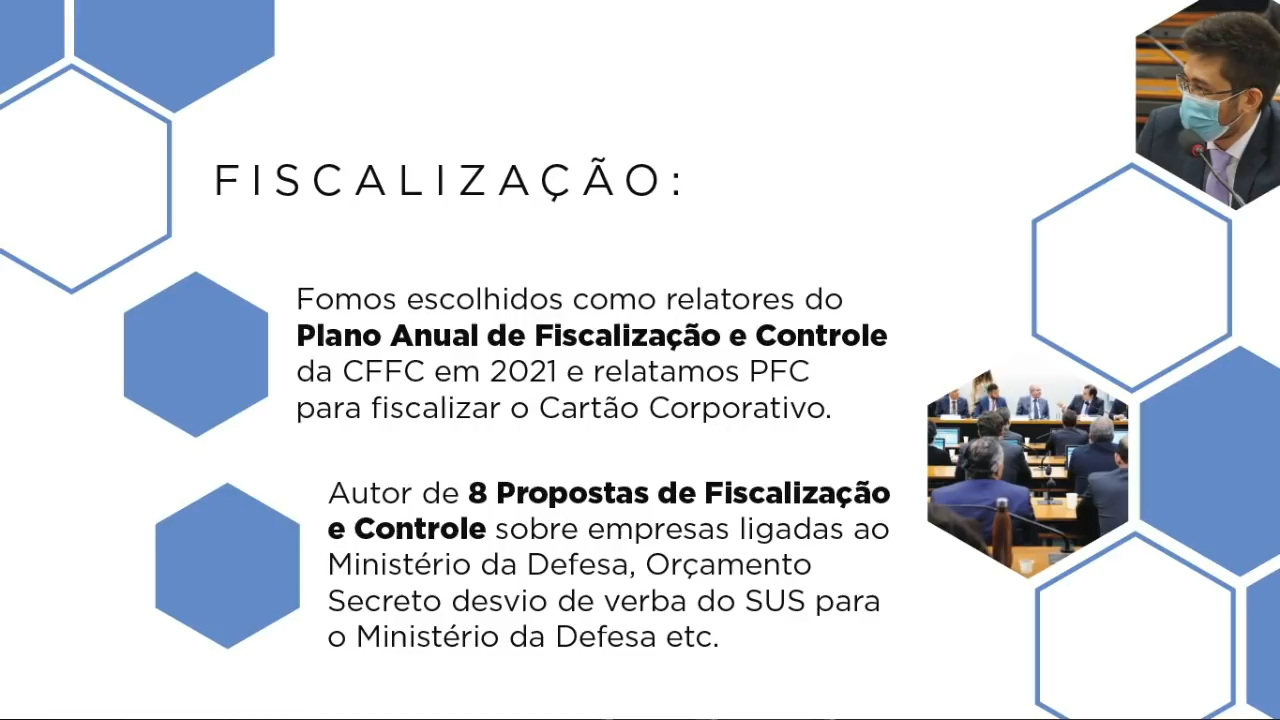 FISCALIZAÇÃO:
Fomos escolhidos como relatores do
Plano Anual de Fiscalização e Controle
da CFFC em 2021 e relatamos PFC
para fiscalizar o Cartão Corporativo.
Autor de 8 Propostas de Fiscalização
e Controle sobre empresas ligadas ao
Ministério da Defesa, Orçamento
Secreto desvio de verba do SUS para
o Ministério da Defesa etc.